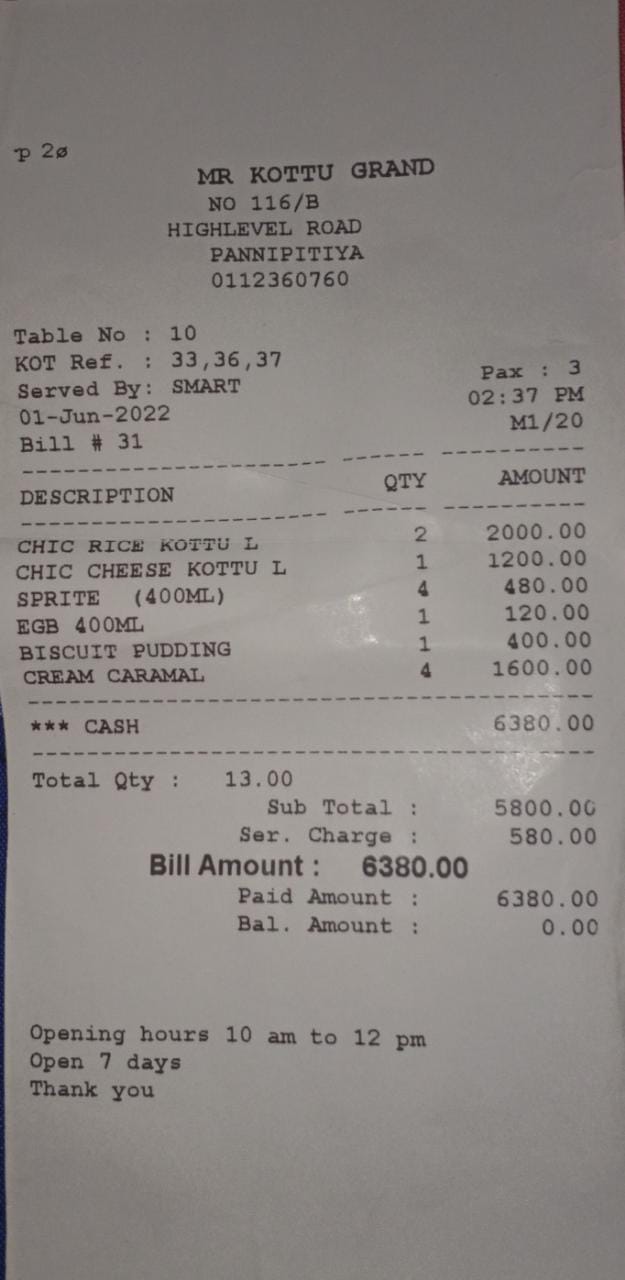 p 2ø
MR KOTTU GRAND
NO 116/B
HIGHLEVEL ROAD
PANNIPITIYA
0112360760
Table No : 10
KOT Ref. : 33,36,37
Pax : 3
Served By: SMART
02:37 PM
01-Jun-2022
M1/20
Bill # 31
DESCRIPTION QTY AMOUNT
CHIC RICE KOTTU L 2 2000.00
CHIC CHEESE KOTTU L 1 1200.00
SPRITE (400ML) 4 480.00
EGB 400ML 1 120.00
BISCUIT PUDDING 1 400.00
CREAM CARAMAL 4 1600.00
*** CASH 6380.00
Total Qty : 13.00
Sub Total : 5800.00
Ser. Charge : 580.00
Bill Amount : 6380.00
Paid Amount : 6380.00
Bal. Amount : 0.00
Opening hours 10 am to 12 pm
Open 7 days
Thank you